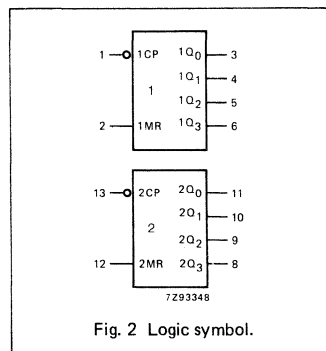 1 1CP 1Q0 3
1Q1 4
1
1Q2 5
2 1MR 1Q3 6
13 2CP 2Q0 11
2Q1 10
2
2Q2 9
12 2MR 2Q3 8
7Z93348
Fig. 2 Logic symbol.